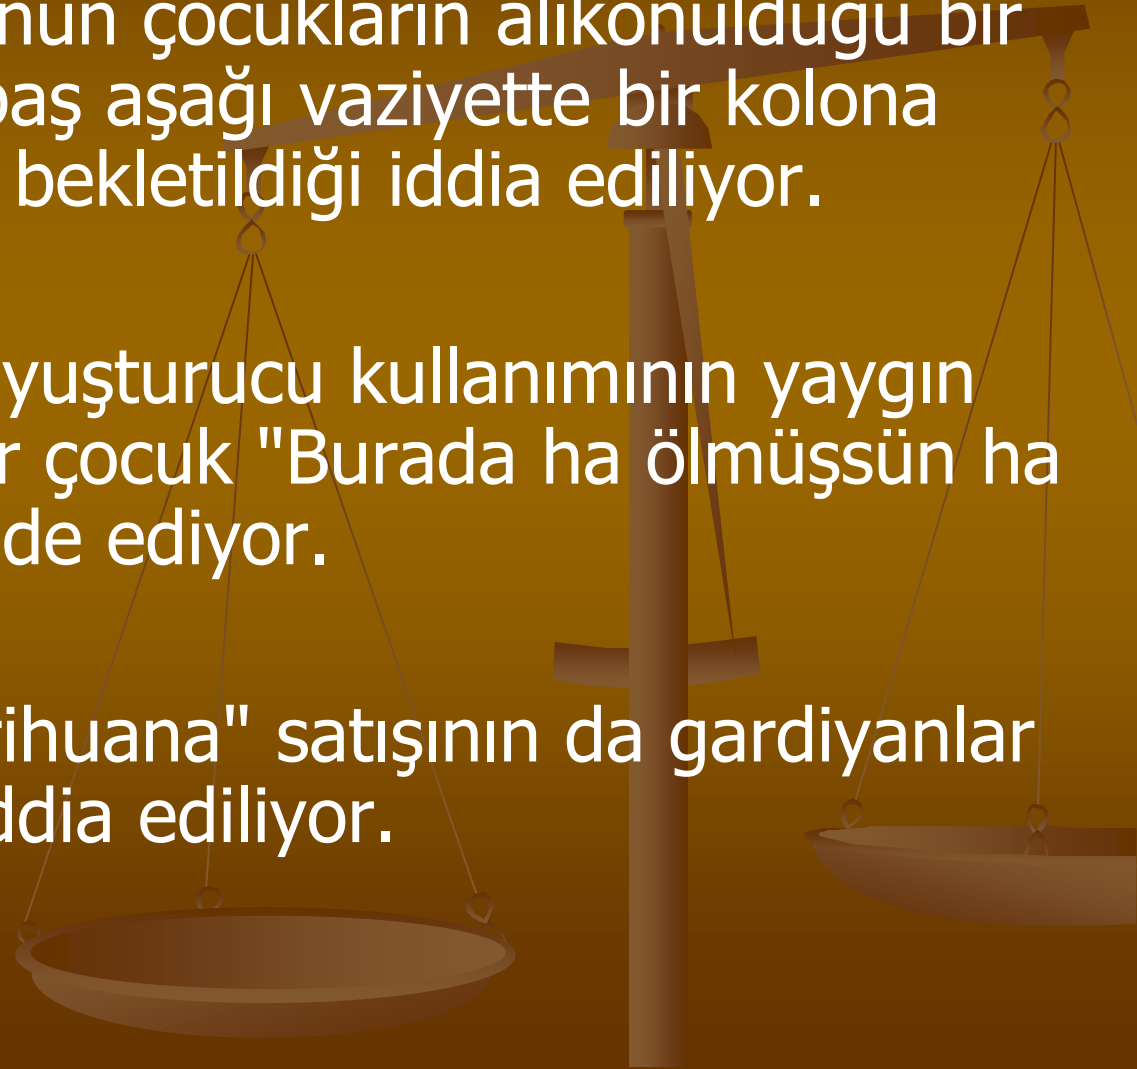 nun çocukların alıkonulduğu bir
baş aşağı vaziyette bir kolona
bekletildiği iddia ediliyor.
yuşturucu kullanımının yaygın
r çocuk "Burada ha ölmüşsün ha
de ediyor.
rihuana" satışının da gardiyanlar
ddia ediliyor.